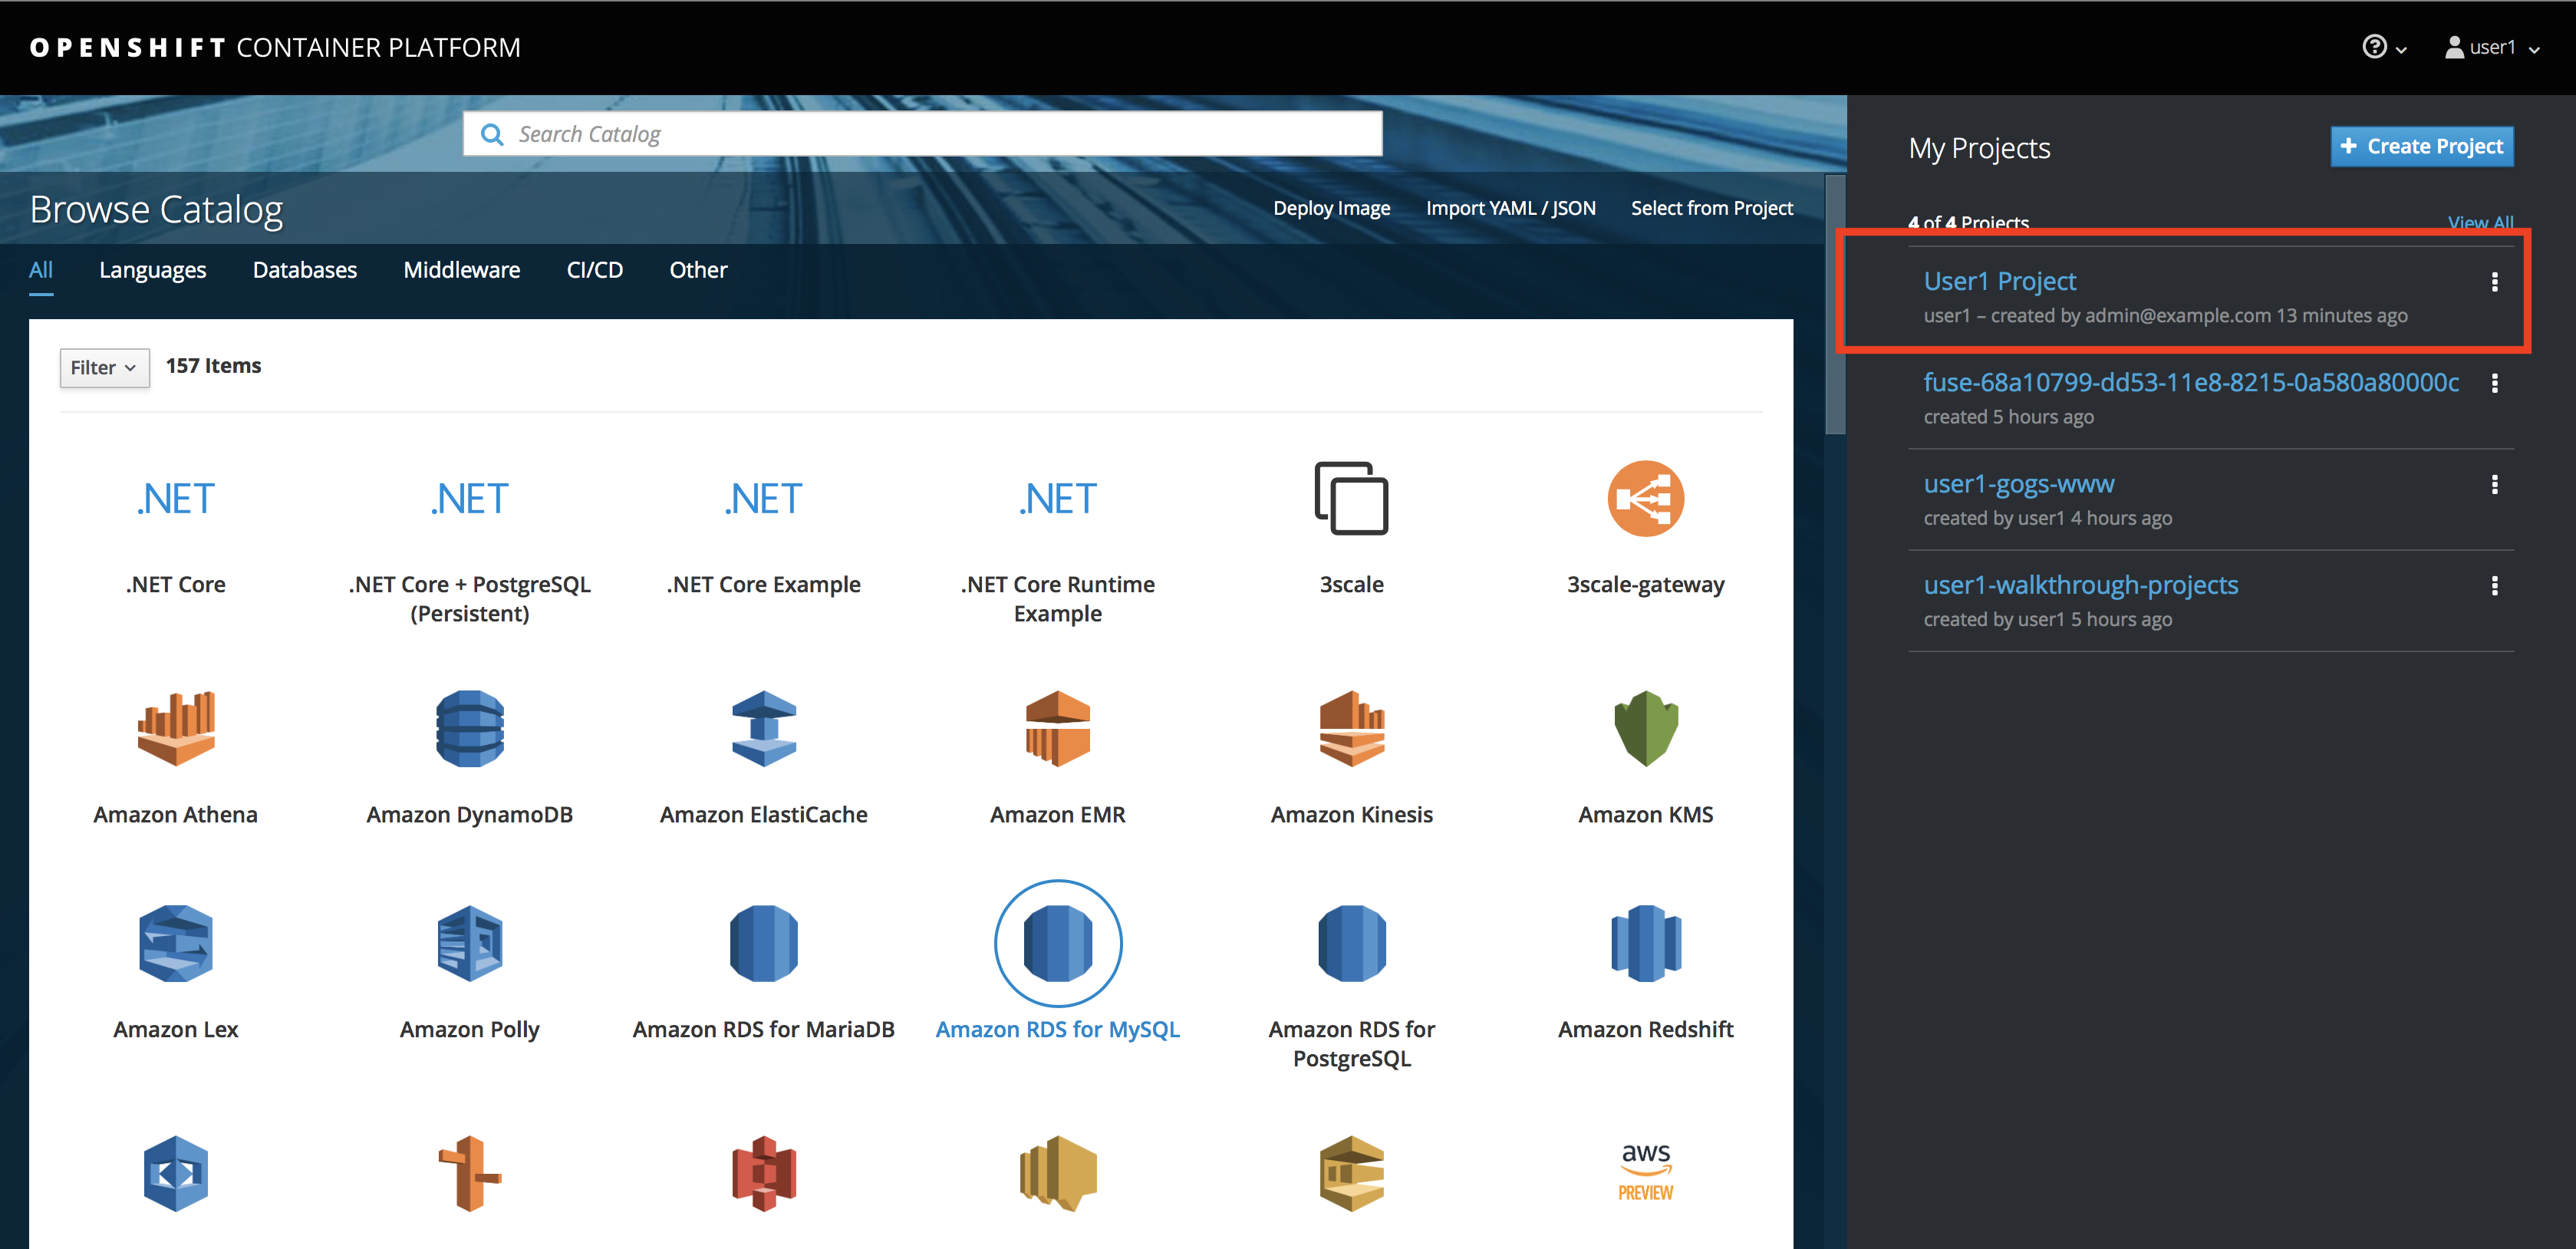 OPENSHIFT CONTAINER PLATFORM
user1
Search Catalog
Browse Catalog
Deploy Image Import YAML / JSON Select from Project
All Languages Databases Middleware CI/CD Other
Filter 157 Items
.NET .NET .NET .NET
.NET Core
.NET Core + PostgreSQL
(Persistent)
.NET Core Example
.NET Core Runtime
Example
3scale
3scale-gateway
Amazon Athena
Amazon DynamoDB
Amazon ElastiCache
Amazon EMR
Amazon Kinesis
Amazon KMS
Amazon Lex
Amazon Polly
Amazon RDS for MariaDB
Amazon RDS for MySQL
Amazon RDS for
PostgreSQL
Amazon Redshift
aws
PREVIEW
My Projects
Create Project
4 of 4 Projects View All
User1 Project
user1 – created by admin@example.com 13 minutes ago
fuse-68a10799-dd53-11e8-8215-0a580a80000c
created 5 hours ago
user1-gogs-www
created by user1 4 hours ago
user1-walkthrough-projects
created by user1 5 hours ago